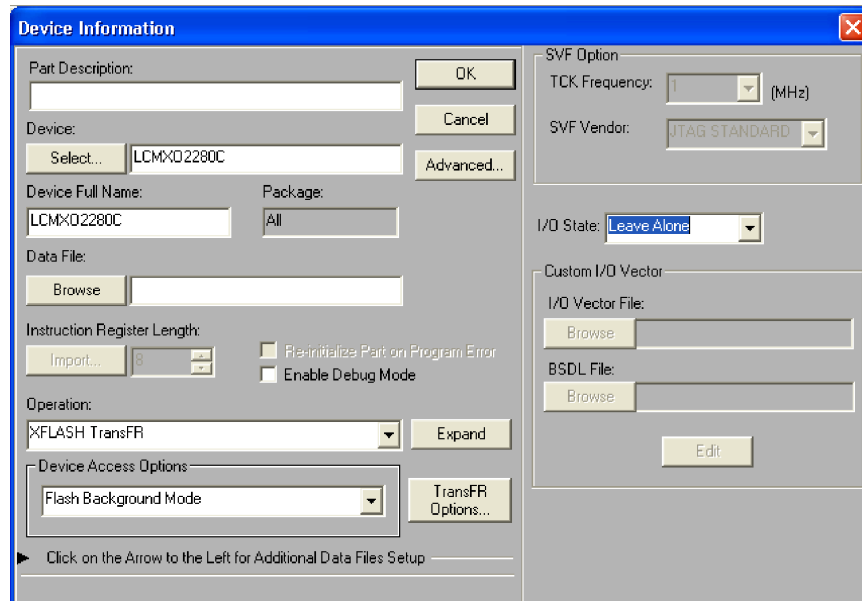 Device Information
Part Description:
OK
Cancel
Device:
Select...
LCMXO2280C
Advanced...
Device Full Name:
Package:
LCMXO2280C
All
Data File:
Browse
Instruction Register Length:
Import...
8
Re-initialize Part on Program Error
Enable Debug Mode
Operation:
XFLASH TransFR
Expand
Device Access Options
Flash Background Mode
TransFR
Options...
Click on the Arrow to the Left for Additional Data Files Setup
SVF Option
TCK Frequency:
1
(MHz)
SVF Vendor:
JTAG STANDARD
I/O State:
Leave Alone
Custom I/O Vector
I/O Vector File:
Browse
BSDL File:
Browse
Edit